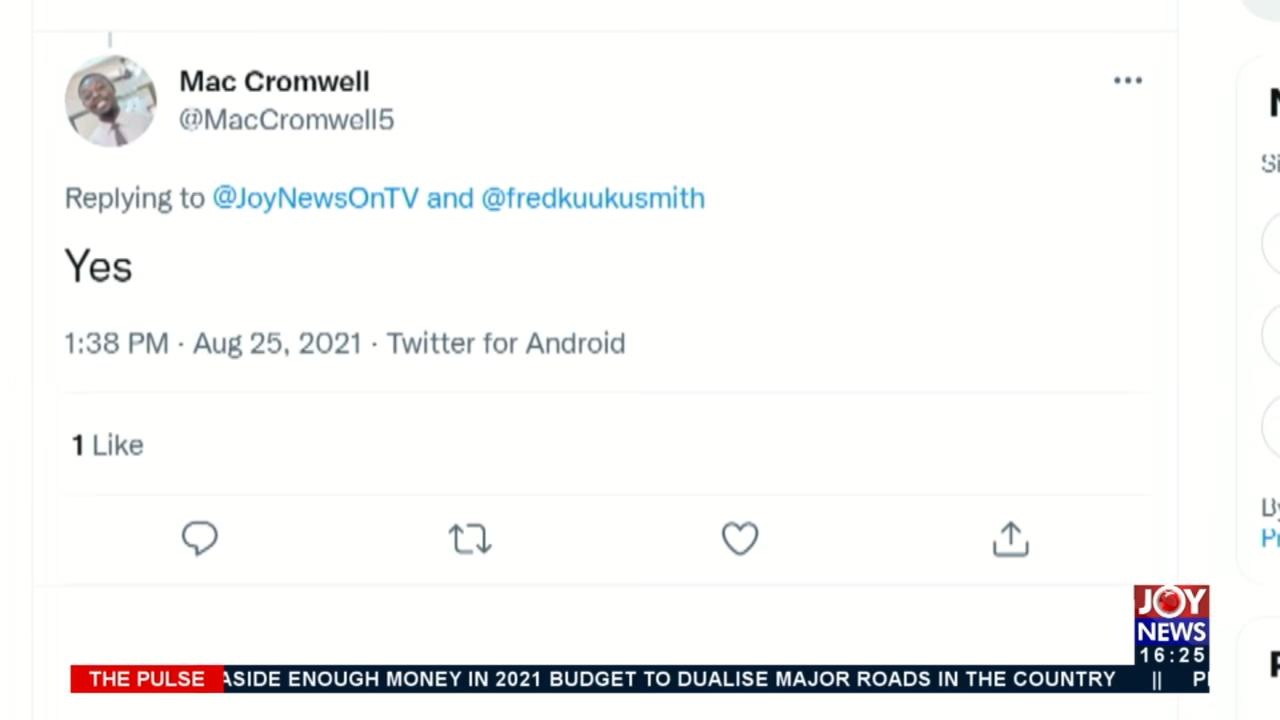 Mac Cromwell
@MacCromwell5
Replying to @JoyNewsOnTV and @fredkuukusmith
Yes
1:38 PM · Aug 25, 2021 · Twitter for Android
1 Like
JOY
NEWS
16:25
THE PULSE ASIDE ENOUGH MONEY IN 2021 BUDGET TO DUALISE MAJOR ROADS IN THE COUNTRY ||